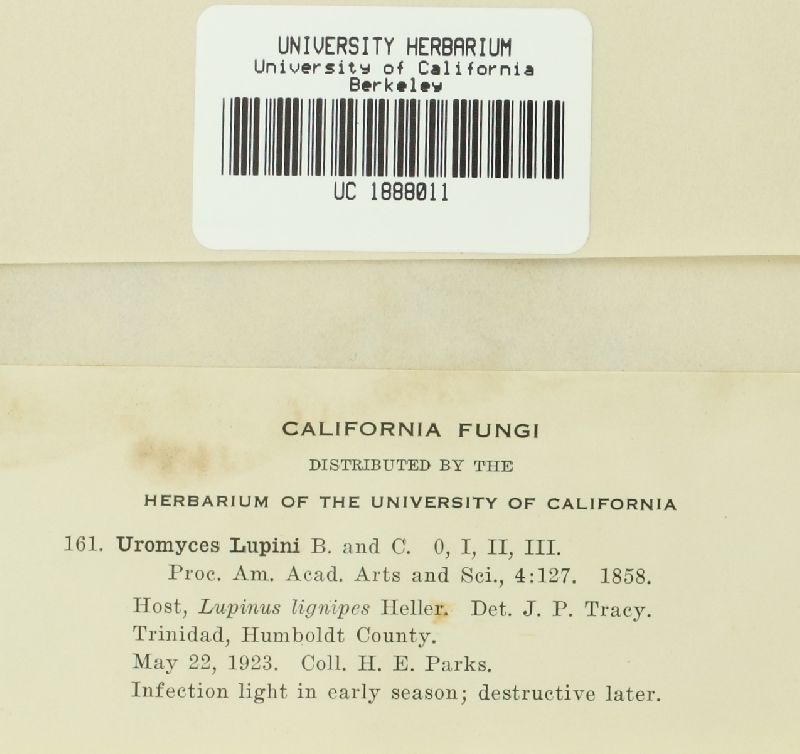 UNIVERSITY HERBARIUM
University of California
Berkeley
UC 1888011
CALIFORNIA FUNGI
DISTRIBUTED BY THE
HERBARIUM OF THE UNIVERSITY OF CALIFORNIA
161. Uromyces Lupini B. and C. 0, I, II, III.
Proc. Am. Acad. Arts and Sci., 4:127. 1858.
Host, Lupinus lignipes Heller. Det. J. P. Tracy.
Trinidad, Humboldt County.
May 22, 1923. Coll. H. E. Parks.
Infection light in early season; destructive later.